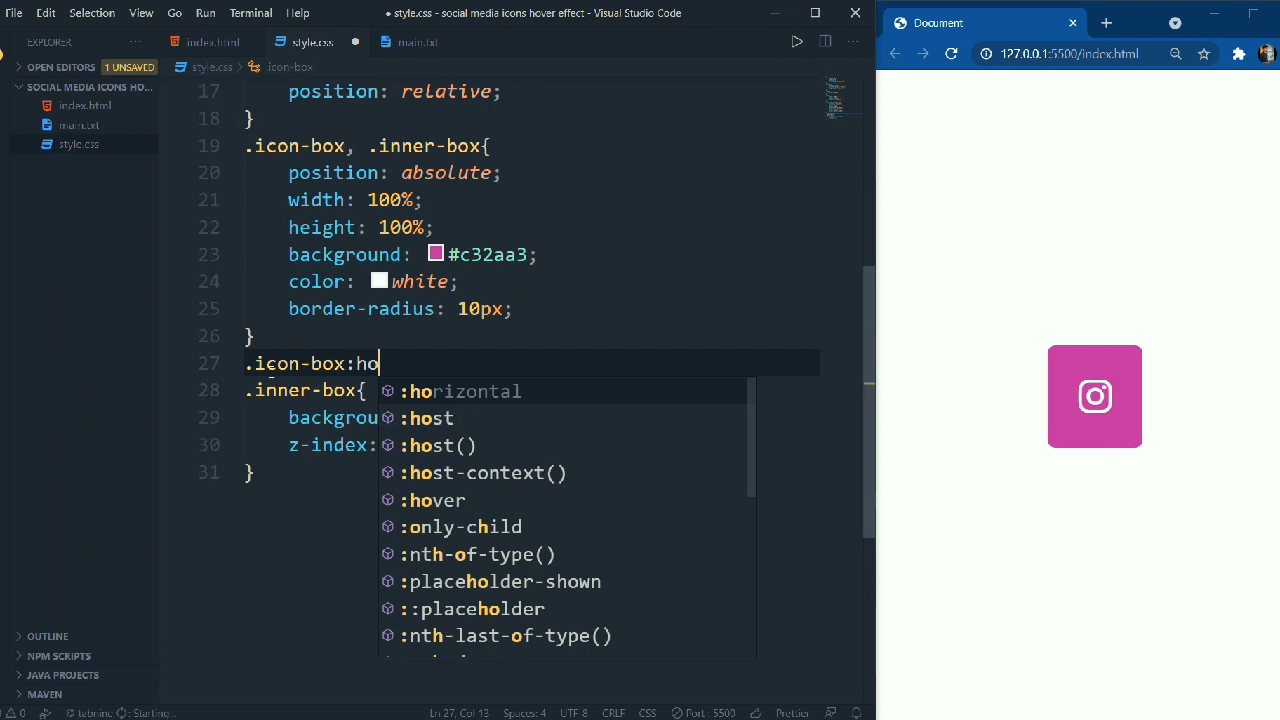 File Edit Selection View Go Run Terminal Help ● style.css - social media icons hover effect - Visual Studio Code
Document
EXPLORER ··· index.html style.css ● main.txt
127.0.0.1:5500/index.html
OPEN EDITORS 1 UNSAVED
style.css > .icon-box
SOCIAL MEDIA ICONS HO...
index.html
main.txt
style.css
17 position: relative;
18 }
19 .icon-box, .inner-box{
20 position: absolute;
21 width: 100%;
22 height: 100%;
23 background: #c32aa3;
24 color: white;
25 border-radius: 10px;
26 }
27 .icon-box:ho
28 .inner-box{
29 backgrou
30 z-index:
31 }
:horizontal
:host
:host()
:host-context()
:hover
:only-child
:nth-of-type()
:placeholder-shown
::placeholder
:nth-last-of-type()
OUTLINE
NPM SCRIPTS
JAVA PROJECTS
MAVEN
0 tabnine : Starting... Ln 27, Col 13 Spaces: 4 UTF-8 CRLF CSS Port : 5500 Prettier